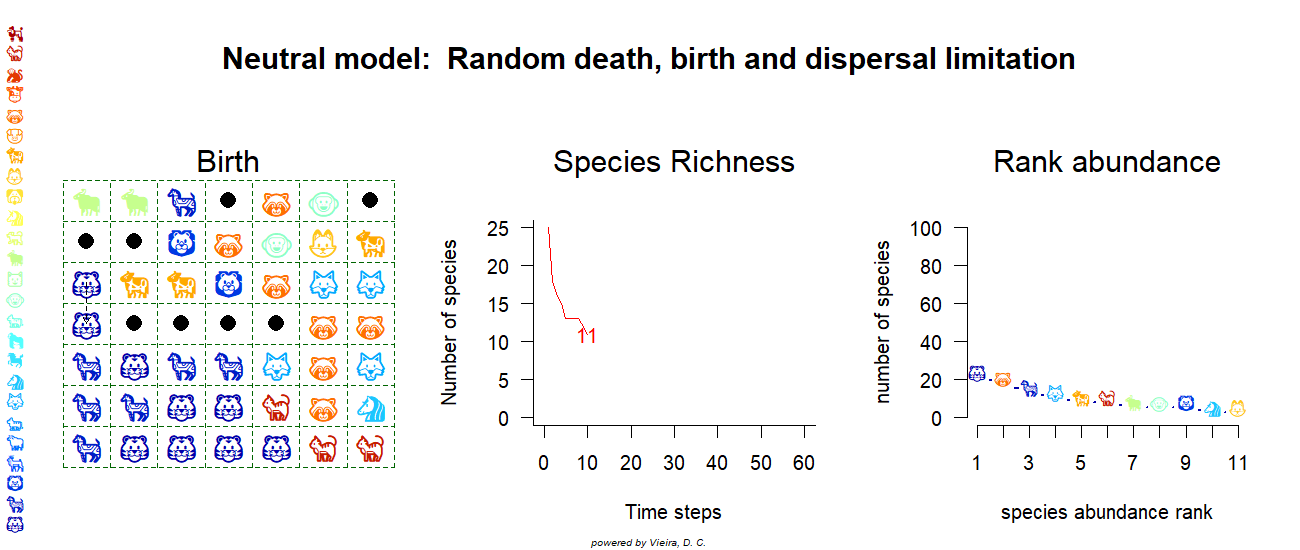 Neutral model:  Random death, birth and dispersal limitation
Birth
Species Richness
Rank abundance
Number of species
25
20
15
10
5
0
11
0 10 20 30 40 50 60
Time steps
number of species
100
80
60
40
20
0
1 3 5 7 9 11
species abundance rank
powered by Vieira, D. C.